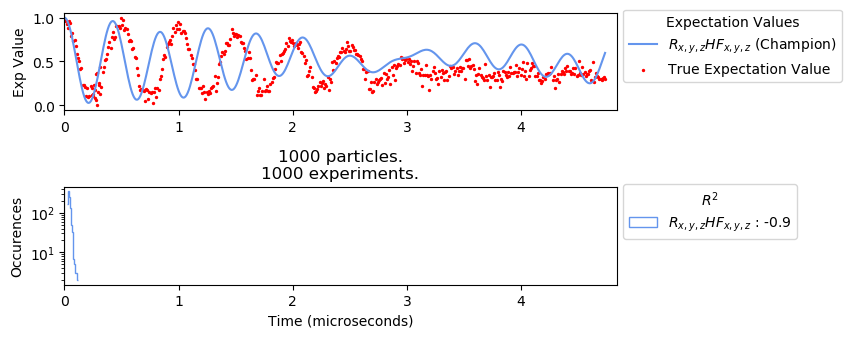 Exp Value
1.0
0.5
0.0
0 1 2 3 4
Expectation Values
R_{x,y,z}HF_{x,y,z} (Champion)
True Expectation Value
1000 particles.
1000 experiments.
Occurences
10^2
10^1
0 1 2 3 4
Time (microseconds)
R^2
R_{x,y,z}HF_{x,y,z} : -0.9